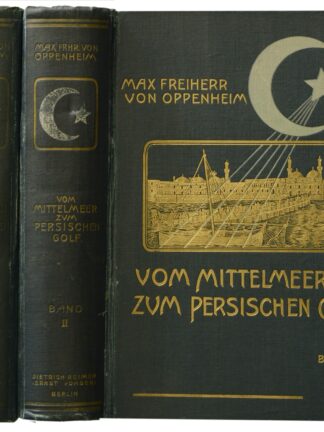 MAX FRHR. VON
OPPENHEIM
VOM
MITTELMEER
ZUM
PERSISCHEN
GOLF
BAND
II
DIETRICH REIMER
(ERNST VOHSEN)
BERLIN
MAX FREIHERR
VON OPPENHEIM
VOM MITTELMEER
ZUM PERSISCHEN G
B